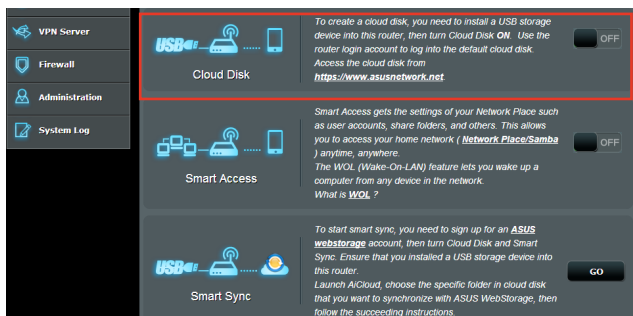 VPN Server
Firewall
Administration
System Log
USB
Cloud Disk
To create a cloud disk, you need to install a USB storage
device into this router, then turn Cloud Disk ON. Use the
router login account to log into the default cloud disk.
Access the cloud disk from
https://www.asusnetwork.net.
OFF
Smart Access
Smart Access gets the settings of your Network Place such
as user accounts, share folders, and others. This allows
you to access your home network ( Network Place/Samba
) anytime, anywhere.
The WOL (Wake-On-LAN) feature lets you wake up a
computer from any device in the network.
What is WOL ?
OFF
USB
Smart Sync
To start smart sync, you need to sign up for an ASUS
webstorage account, then turn Cloud Disk and Smart
Sync. Ensure that you installed a USB storage device into
this router.
Launch AiCloud, choose the specific folder in cloud disk
that you want to synchronize with ASUS WebStorage, then
follow the succeeding instructions.
GO